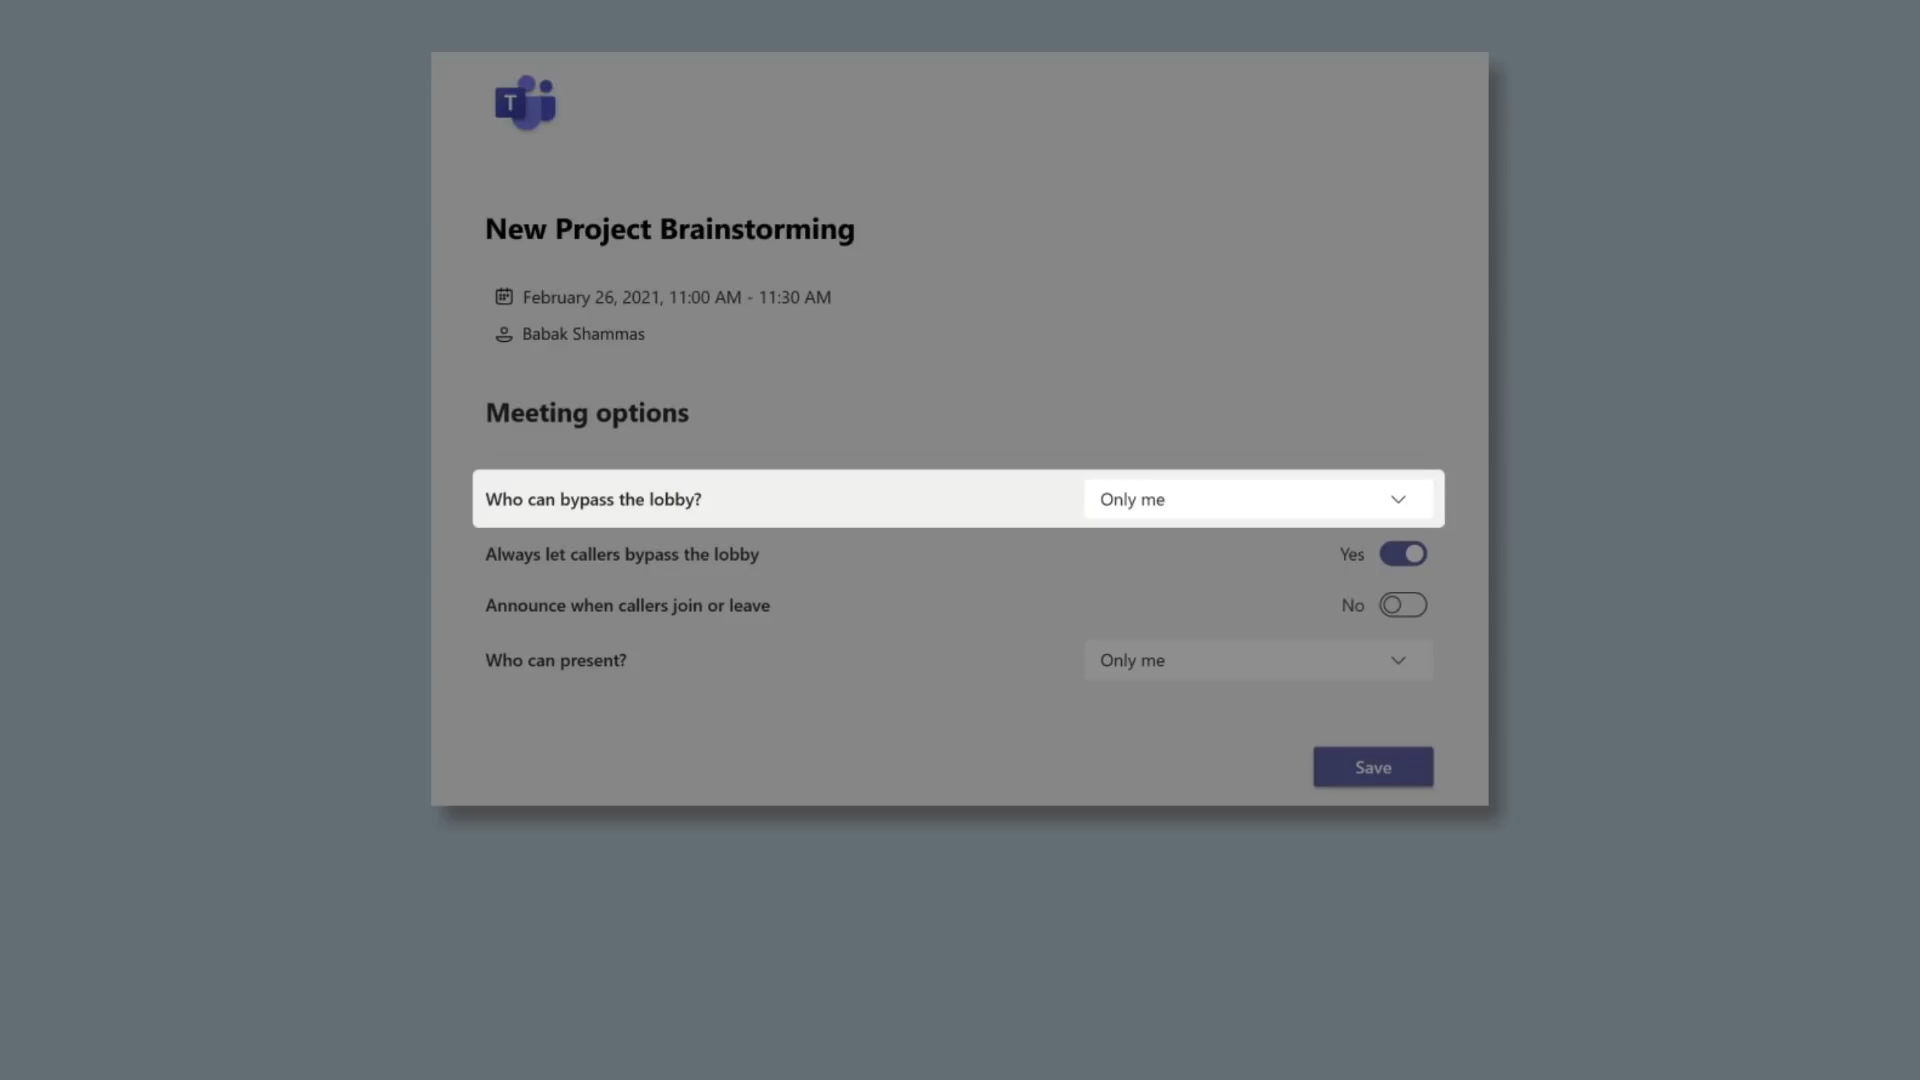 T
New Project Brainstorming
February 26, 2021, 11:00 AM - 11:30 AM
Babak Shammas
Meeting options
Who can bypass the lobby? Only me
Always let callers bypass the lobby Yes
Announce when callers join or leave No
Who can present? Only me
Save